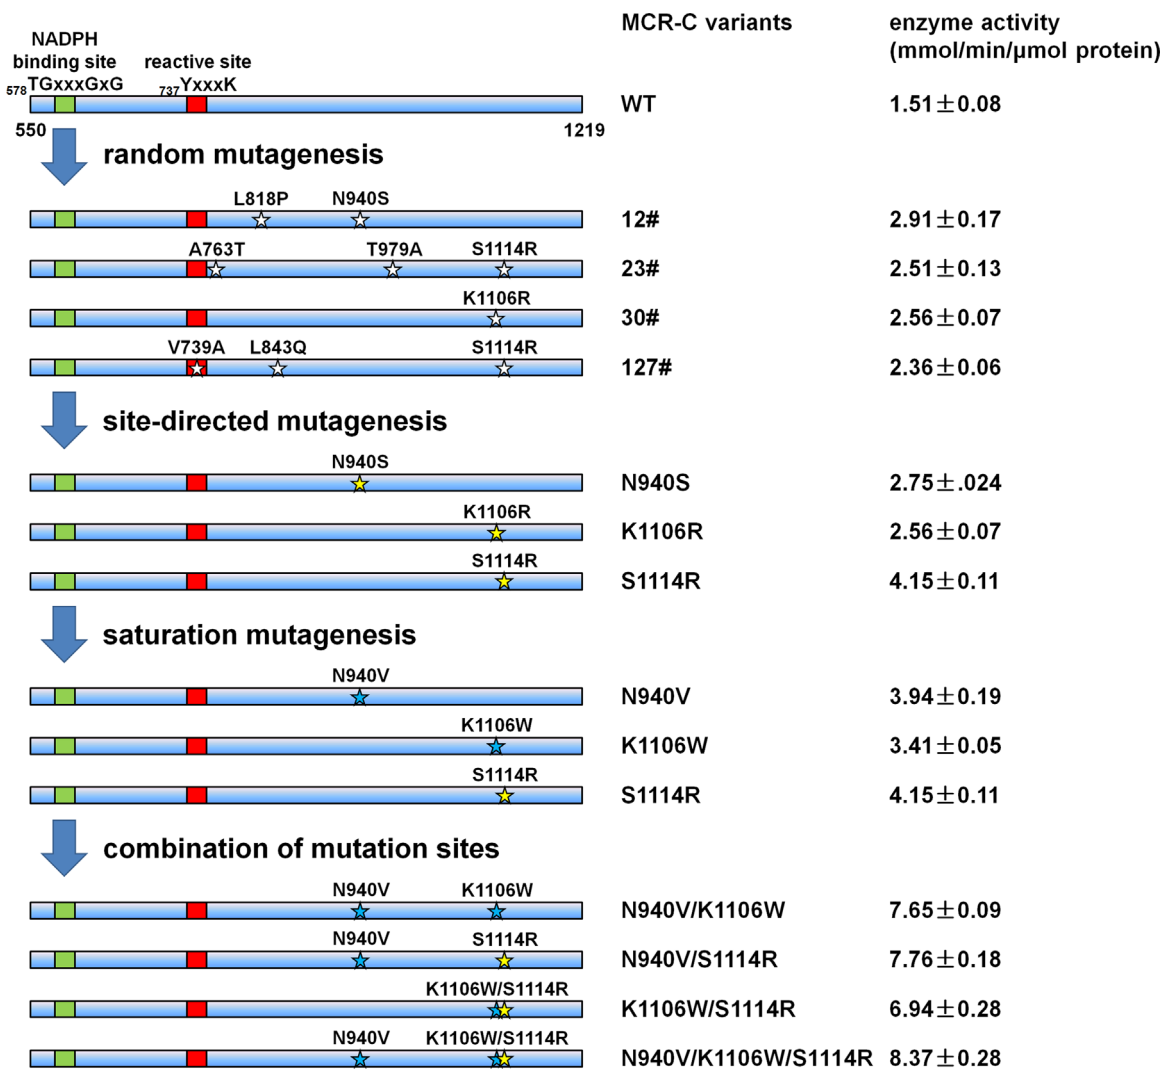 MCR-C variants enzyme activity
(mmol/min/µmol protein)
NADPH
binding site reactive site
578TGxxxGxG 737YxxxK
WT 1.51±0.08
550 1219
random mutagenesis
L818P N940S
12# 2.91±0.17
A763T T979A S1114R
23# 2.51±0.13
K1106R
30# 2.56±0.07
V739A L843Q S1114R
127# 2.36±0.06
site-directed mutagenesis
N940S
N940S 2.75±.024
K1106R
K1106R 2.56±0.07
S1114R
S1114R 4.15±0.11
saturation mutagenesis
N940V
N940V 3.94±0.19
K1106W
K1106W 3.41±0.05
S1114R
S1114R 4.15±0.11
combination of mutation sites
N940V K1106W
N940V/K1106W 7.65±0.09
N940V S1114R
N940V/S1114R 7.76±0.18
K1106W/S1114R
K1106W/S1114R 6.94±0.28
N940V K1106W/S1114R
N940V/K1106W/S1114R 8.37±0.28